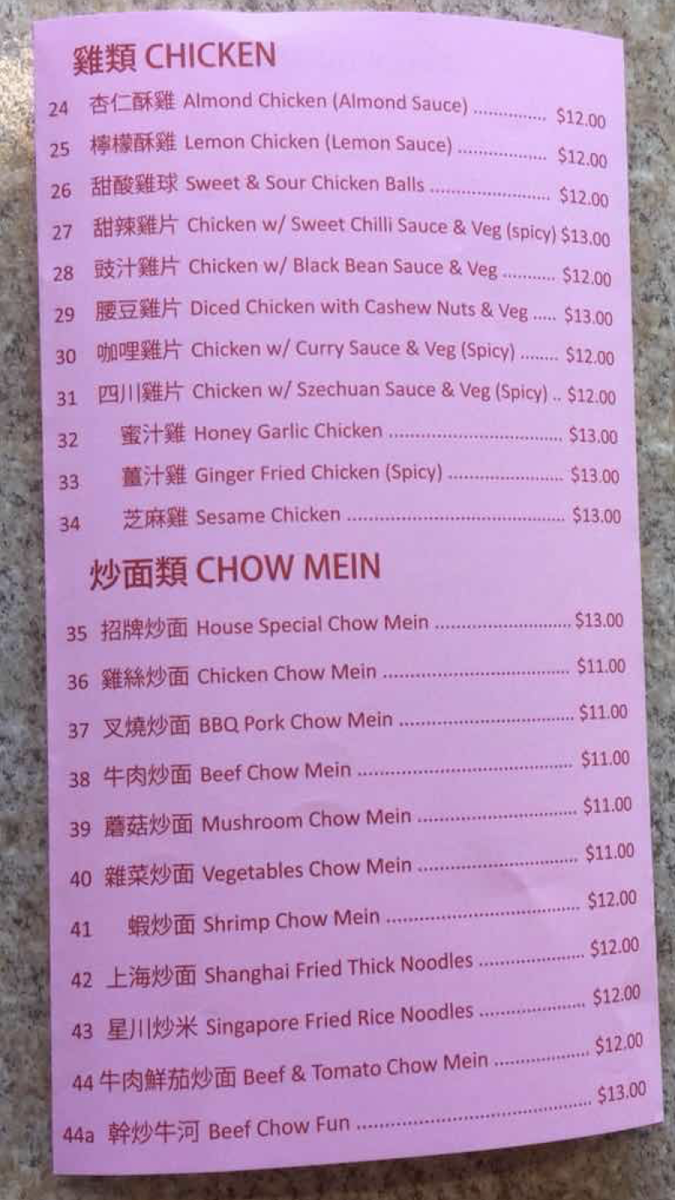 雞類 CHICKEN
24 杏仁酥雞 Almond Chicken (Almond Sauce) .............. $12.00
25 檸檬酥雞 Lemon Chicken (Lemon Sauce) ................. $12.00
26 甜酸雞球 Sweet & Sour Chicken Balls ....................... $12.00
27 甜辣雞片 Chicken w/ Sweet Chilli Sauce & Veg (spicy) $13.00
28 豉汁雞片 Chicken w/ Black Bean Sauce & Veg .......... $12.00
29 腰豆雞片 Diced Chicken with Cashew Nuts & Veg ..... $13.00
30 咖哩雞片 Chicken w/ Curry Sauce & Veg (Spicy) ........ $12.00
31 四川雞片 Chicken w/ Szechuan Sauce & Veg (Spicy) .. $12.00
32 蜜汁雞 Honey Garlic Chicken .................................. $13.00
33 薑汁雞 Ginger Fried Chicken (Spicy) ...................... $13.00
34 芝麻雞 Sesame Chicken .......................................... $13.00
炒面類 CHOW MEIN
35 招牌炒面 House Special Chow Mein .......................... $13.00
36 雞絲炒面 Chicken Chow Mein ................................... $11.00
37 叉燒炒面 BBQ Pork Chow Mein ................................. $11.00
38 牛肉炒面 Beef Chow Mein ........................................ $11.00
39 蘑菇炒面 Mushroom Chow Mein .............................. $11.00
40 雜菜炒面 Vegetables Chow Mein .............................. $11.00
41 蝦炒面 Shrimp Chow Mein .................................... $12.00
42 上海炒面 Shanghai Fried Thick Noodles .................... $12.00
43 星川炒米 Singapore Fried Rice Noodles .................... $12.00
44 牛肉鮮茄炒面 Beef & Tomato Chow Mein .................. $12.00
44a 幹炒牛河 Beef Chow Fun ............................................ $13.00